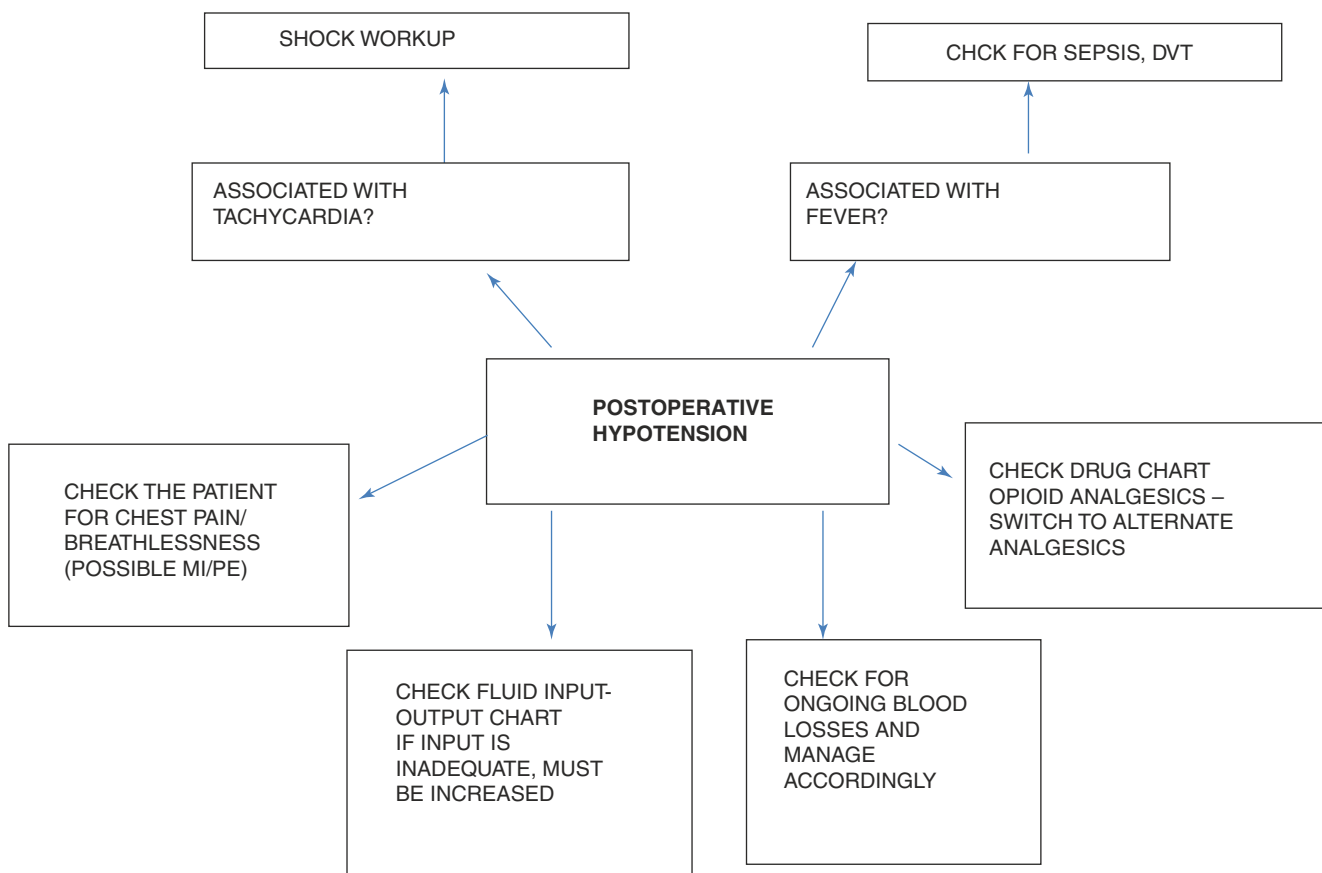 SHOCK WORKUP
CHCK FOR SEPSIS, DVT
ASSOCIATED WITH
TACHYCARDIA?
ASSOCIATED WITH
FEVER?
POSTOPERATIVE
HYPOTENSION
CHECK THE PATIENT
FOR CHEST PAIN/
BREATHLESSNESS
(POSSIBLE MI/PE)
CHECK DRUG CHART
OPIOID ANALGESICS –
SWITCH TO ALTERNATE
ANALGESICS
CHECK FLUID INPUT-
OUTPUT CHART
IF INPUT IS
INADEQUATE, MUST
BE INCREASED
CHECK FOR
ONGOING BLOOD
LOSSES AND
MANAGE
ACCORDINGLY